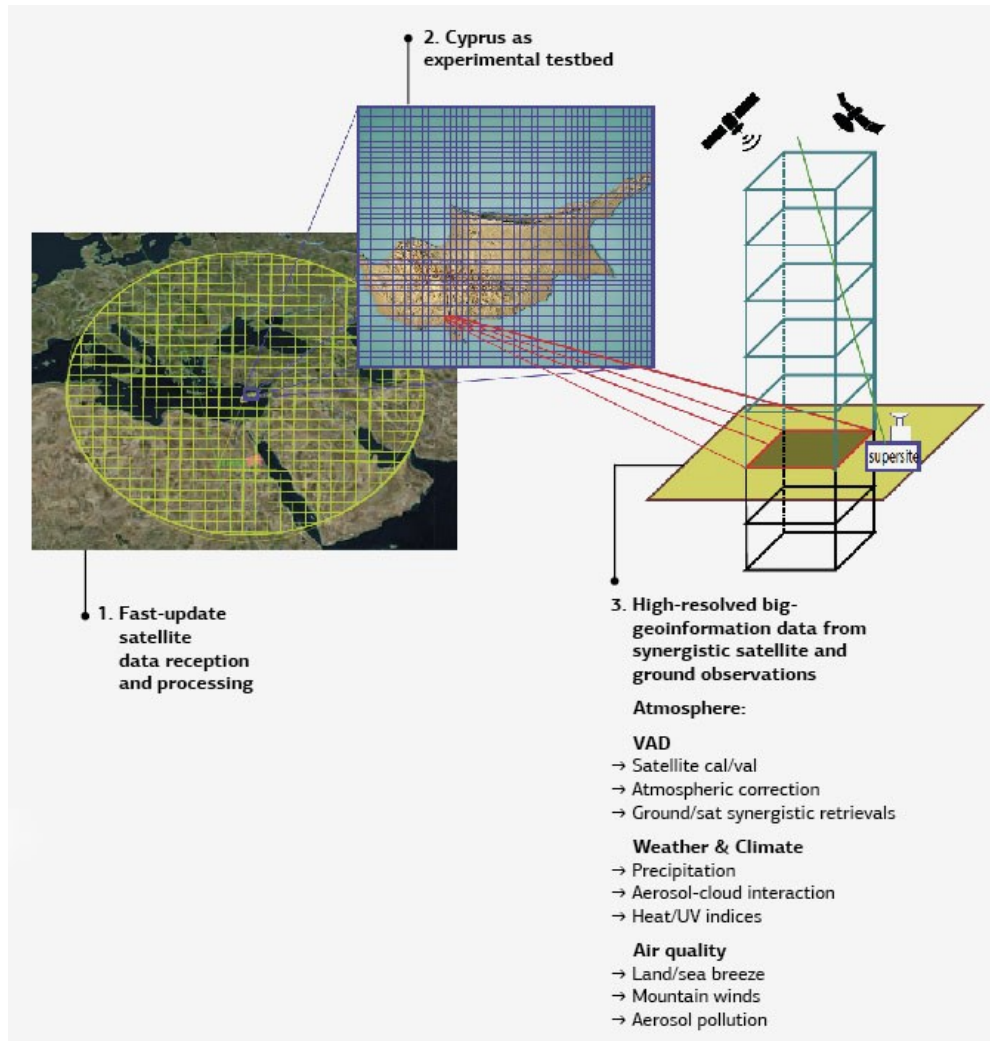 2. Cyprus as
experimental testbed
supersite
1. Fast-update
satellite
data reception
and processing
3. High-resolved big-
geoinformation data from
synergistic satellite and
ground observations
Atmosphere:
VAD
→ Satellite cal/val
→ Atmospheric correction
→ Ground/sat synergistic retrievals
Weather & Climate
→ Precipitation
→ Aerosol-cloud interaction
→ Heat/UV indices
Air quality
→ Land/sea breeze
→ Mountain winds
→ Aerosol pollution